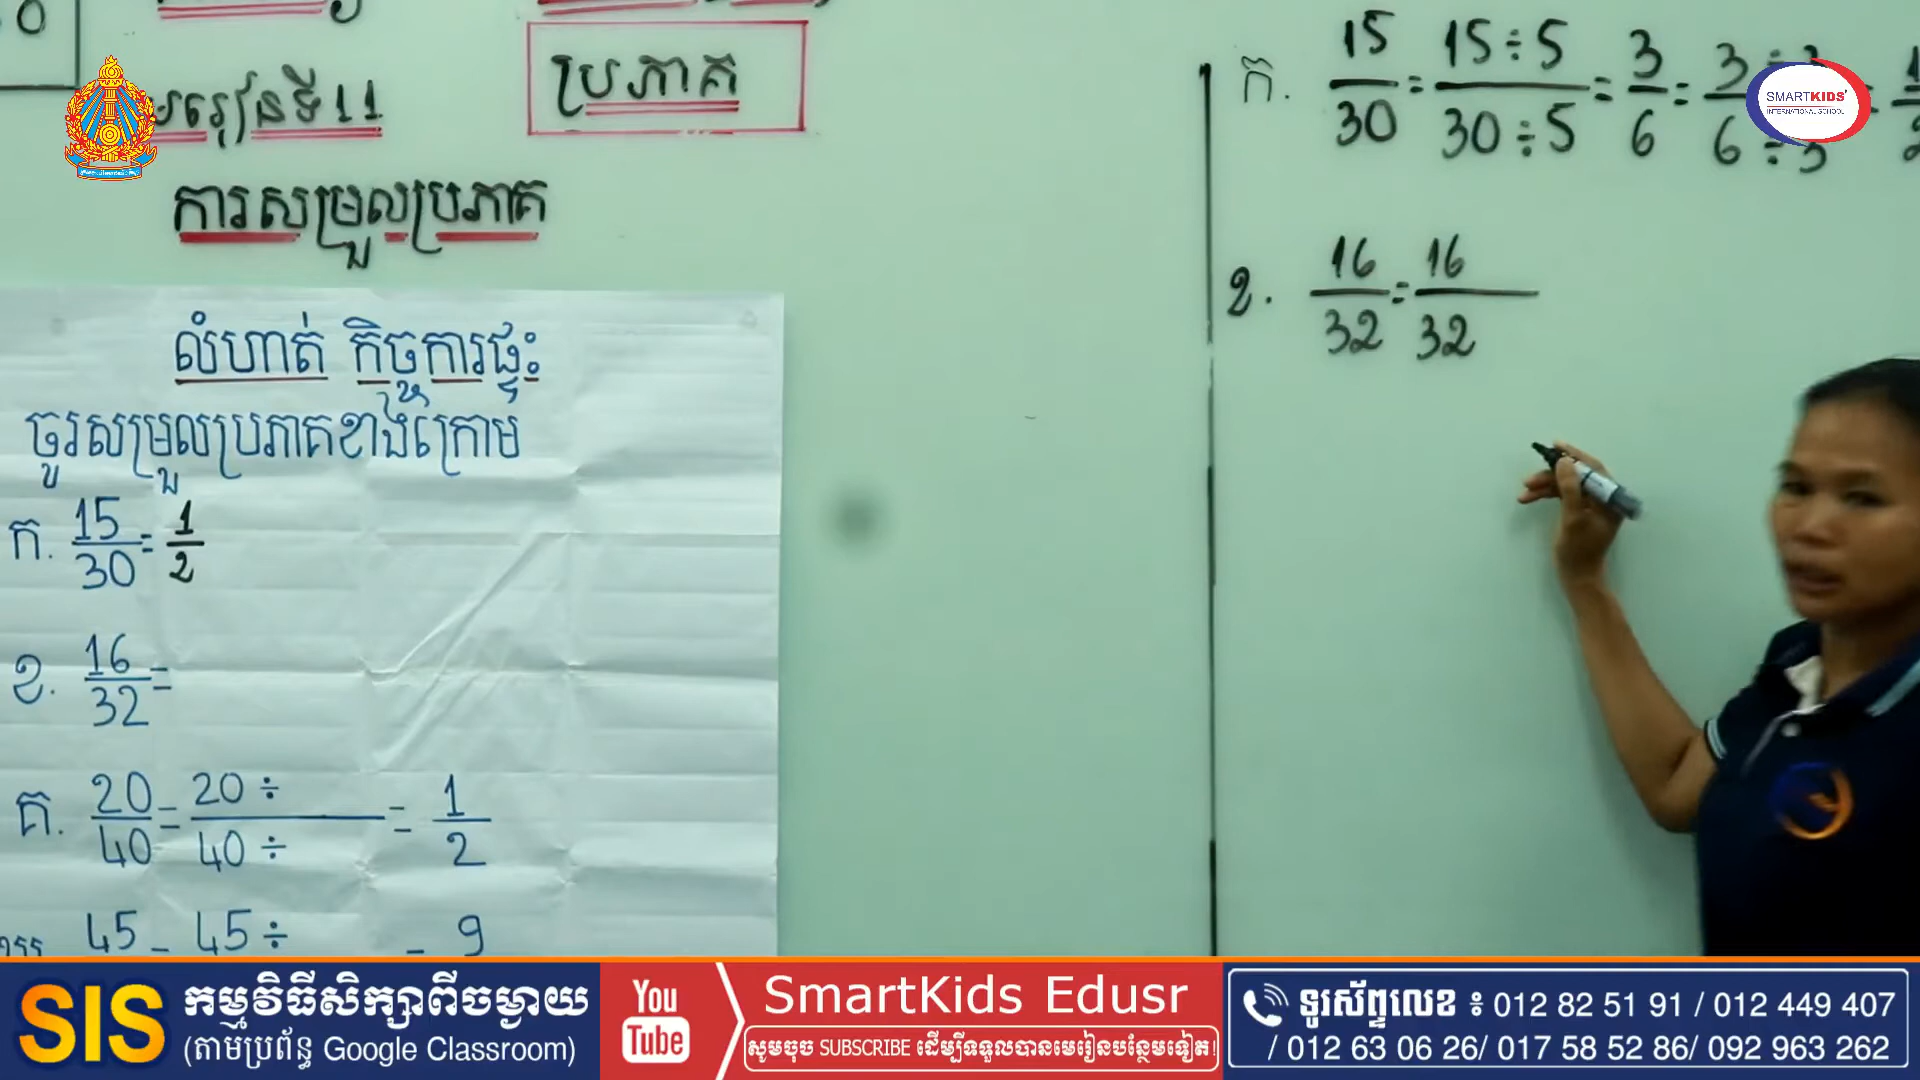 មេរៀនទី11
ប្រភាគ
ការសម្រួលប្រភាគ
លំហាត់ កិច្ចការផ្ទះ
ចូរសម្រួលប្រភាគខាងក្រោម
ក. 15/30 = 1/2
ខ. 16/32 =
គ. 20/40 = 20÷/40÷ = 1/2
45 = 45÷ = 9
ក. 15/30 = 15÷5/30÷5 = 3/6 = 3÷3/6÷3 = 1/2
2. 16/32 = 16/32
SMARTKIDS
INTERNATIONAL SCHOOL
SIS កម្មវិធីសិក្សាពីចម្ងាយ
(តាមប្រព័ន្ធ Google Classroom)
You Tube
SmartKids Edusr
សូមចុច SUBSCRIBE ដើម្បីទទួលបានមេរៀនបន្ថែមទៀត!
ទូរស័ព្ទលេខ ៖ 012 82 51 91 / 012 449 407
/ 012 63 06 26/ 017 58 52 86/ 092 963 262